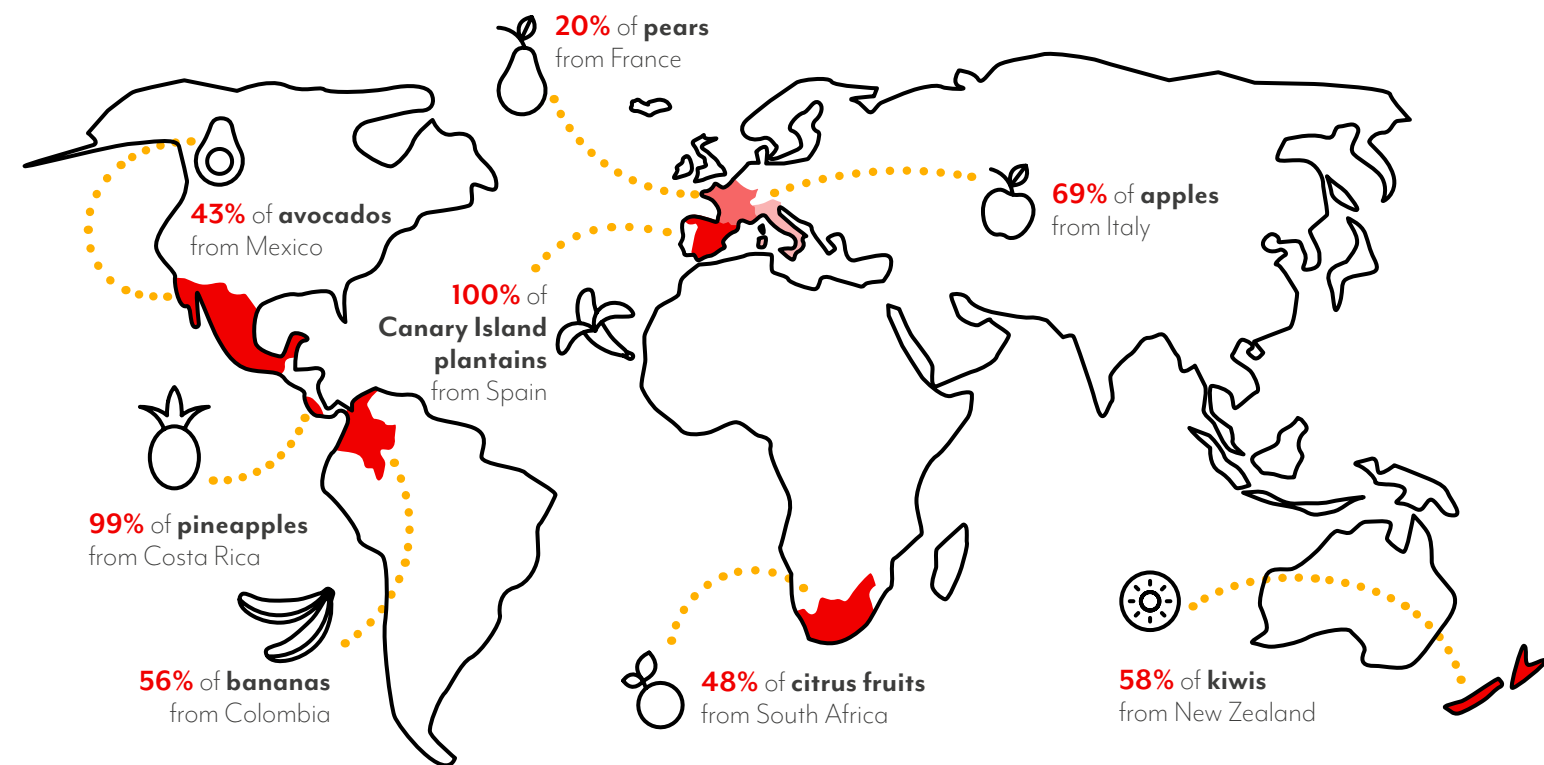 20% of pears
from France
43% of avocados
from Mexico
69% of apples
from Italy
100% of
Canary Island
plantains
from Spain
99% of pineapples
from Costa Rica
56% of bananas
from Colombia
48% of citrus fruits
from South Africa
58% of kiwis
from New Zealand